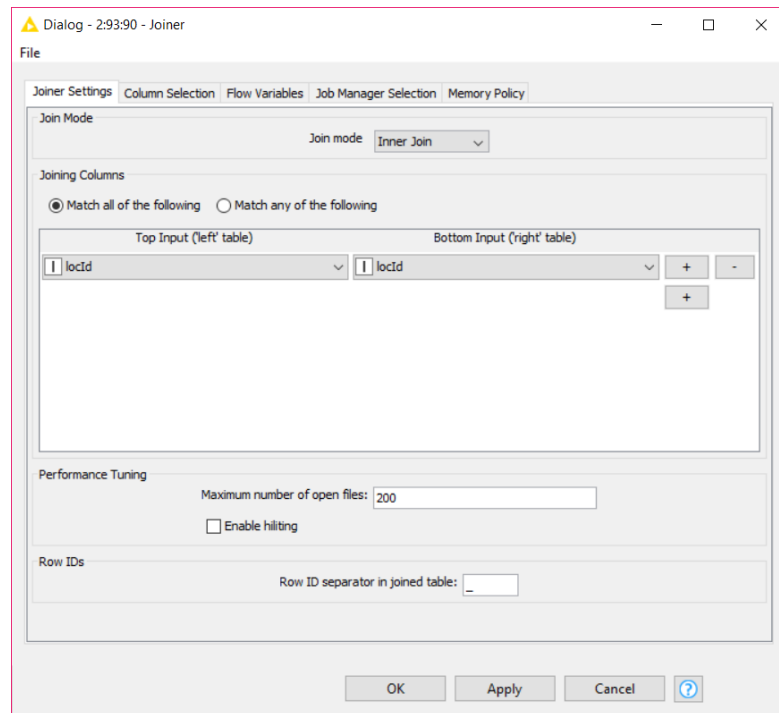 Dialog - 2:93:90 - Joiner
File
Joiner Settings Column Selection Flow Variables Job Manager Selection Memory Policy
Join Mode
Join mode Inner Join
Joining Columns
Match all of the following Match any of the following
Top Input ('left' table) Bottom Input ('right' table)
I locId I locId + -
+
Performance Tuning
Maximum number of open files: 200
Enable hiliting
Row IDs
Row ID separator in joined table: _
OK Apply Cancel ?